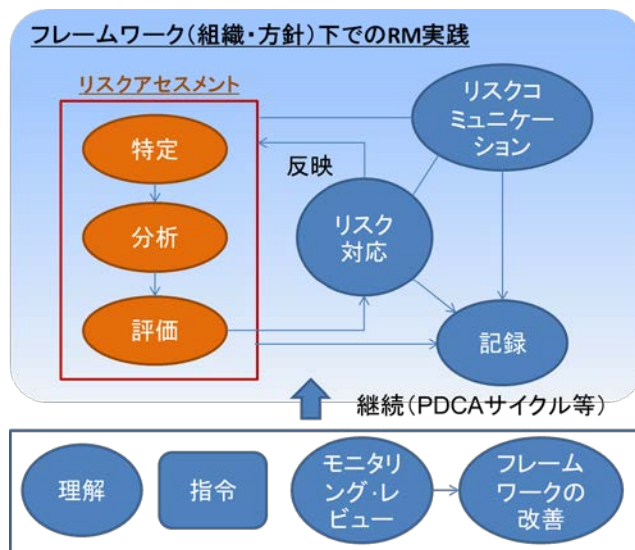 フレームワーク(組織・方針)下でのRM実践
リスクアセスメント
特定
分析
評価
反映
リスク
対応
リスクコ
ミュニケー
ション
記録
継続(PDCAサイクル等)
理解
指令
モニタリ
ング・レ
ビュー
フレーム
ワークの
改善